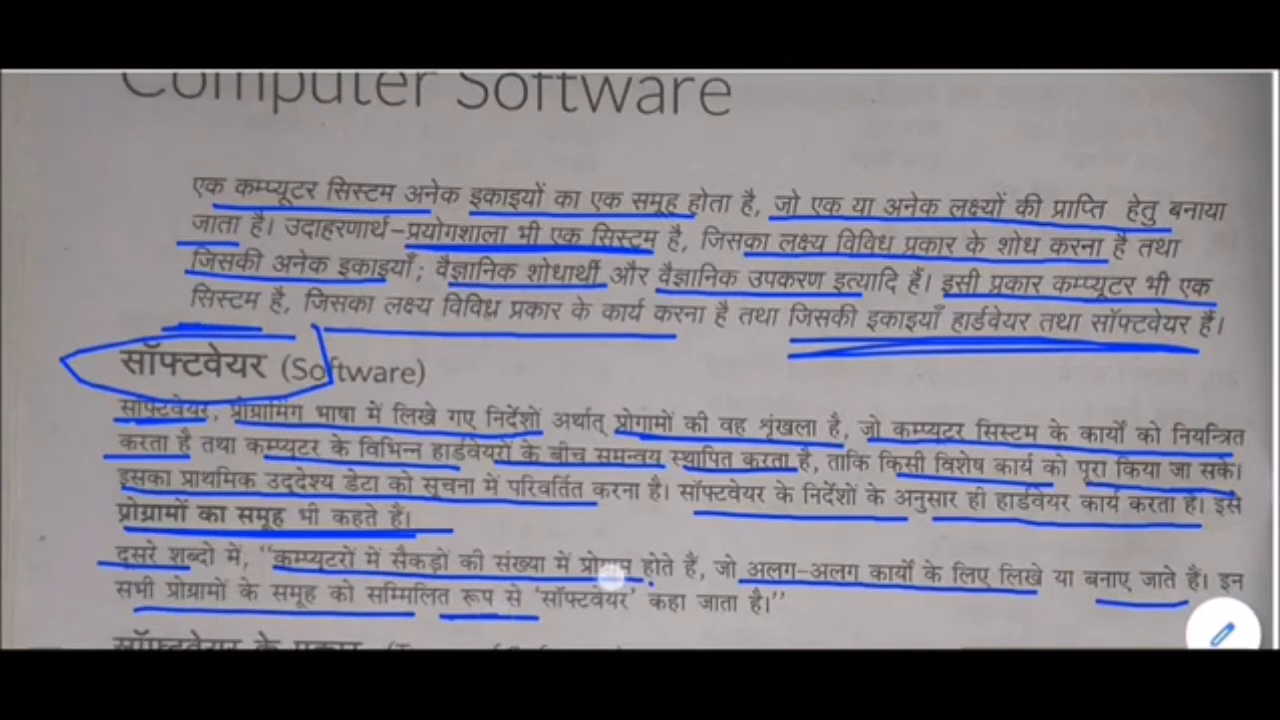 Computer Software
एक कम्प्यूटर सिस्टम अनेक इकाइयों का एक समूह होता है, जो एक या अनेक लक्ष्यों की प्राप्ति हेतु बनाया
जाता है। उदाहरणार्थ-प्रयोगशाला भी एक सिस्टम है, जिसका लक्ष्य विविध प्रकार के शोध करना है तथा
जिसकी अनेक इकाइयाँ; वैज्ञानिक शोधार्थी और वैज्ञानिक उपकरण इत्यादि हैं। इसी प्रकार कम्प्यूटर भी एक
सिस्टम है, जिसका लक्ष्य विविध प्रकार के कार्य करना है तथा जिसकी इकाइयाँ हार्डवेयर तथा सॉफ्टवेयर हैं।
सॉफ्टवेयर (Software)
सॉफ्टवेयर, प्रोग्रामिंग भाषा में लिखे गए निर्देशों अर्थात् प्रोग्रामों की वह शृंखला है, जो कम्प्यूटर सिस्टम के कार्यों को नियन्त्रित
करता है तथा कम्प्यूटर के विभिन्न हार्डवेयरों के बीच समन्वय स्थापित करता है, ताकि किसी विशेष कार्य को पूरा किया जा सके।
इसका प्राथमिक उद्देश्य डेटा को सूचना में परिवर्तित करना है। सॉफ्टवेयर के निर्देशों के अनुसार ही हार्डवेयर कार्य करता है। इसे
प्रोग्रामों का समूह भी कहते हैं।
दूसरे शब्दों में, “कम्प्यूटरों में सैकड़ों की संख्या में प्रोग्राम होते हैं, जो अलग-अलग कार्यों के लिए लिखे या बनाए जाते हैं। इन
सभी प्रोग्रामों के समूह को सम्मिलित रूप से ‘सॉफ्टवेयर’ कहा जाता है।”
सॉफ्टवेयर के प्रकार